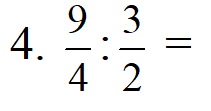 4. 9/4 : 3/2 =